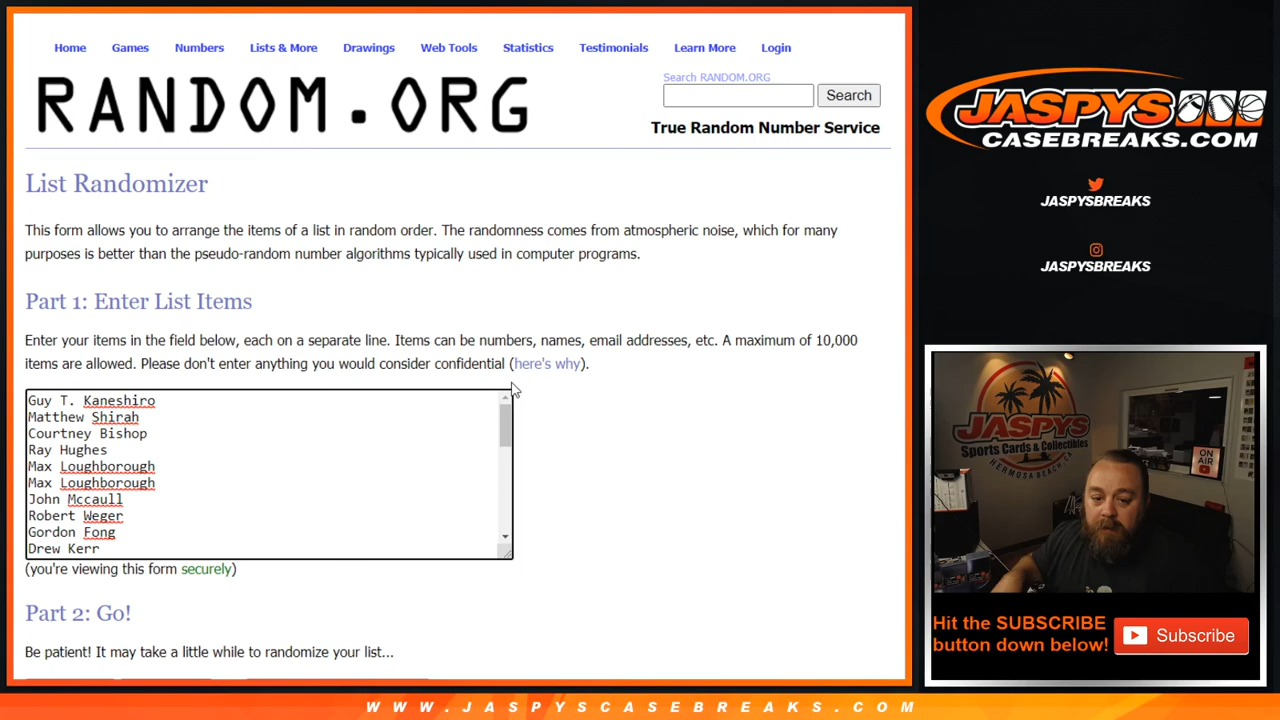 Home Games Numbers Lists & More Drawings Web Tools Statistics Testimonials Learn More Login
RANDOM.ORG
Search RANDOM.ORG
Search
True Random Number Service
List Randomizer
This form allows you to arrange the items of a list in random order. The randomness comes from atmospheric noise, which for many
purposes is better than the pseudo-random number algorithms typically used in computer programs.
Part 1: Enter List Items
Enter your items in the field below, each on a separate line. Items can be numbers, names, email addresses, etc. A maximum of 10,000
items are allowed. Please don't enter anything you would consider confidential (here's why).
Guy T. Kaneshiro
Matthew Shirah
Courtney Bishop
Ray Hughes
Max Loughborough
Max Loughborough
John Mccaull
Robert Weger
Gordon Fong
Drew Kerr
(you're viewing this form securely)
Part 2: Go!
Be patient! It may take a little while to randomize your list...
JASPYS
CASEBREAKS.COM
JASPYSBREAKS
JASPYSBREAKS
JASPYS
Sports Cards & Collectibles
HERMOSA BEACH, CA
ON
AIR
Hit the SUBSCRIBE
button down below!
Subscribe
WWW.JASPYSCASEBREAKS.COM